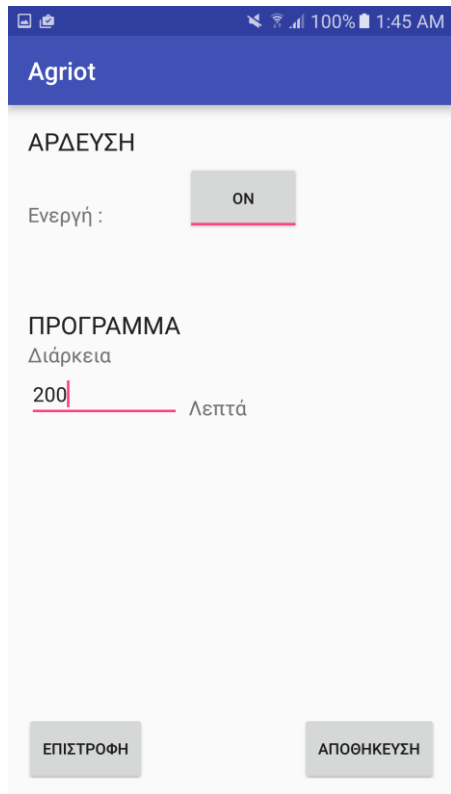 100% 1:45 AM
Agriot
ΑΡΔΕΥΣΗ
Ενεργή : ON
ΠΡΟΓΡΑΜΜΑ
Διάρκεια
200 Λεπτά
ΕΠΙΣΤΡΟΦΗ ΑΠΟΘΗΚΕΥΣΗ